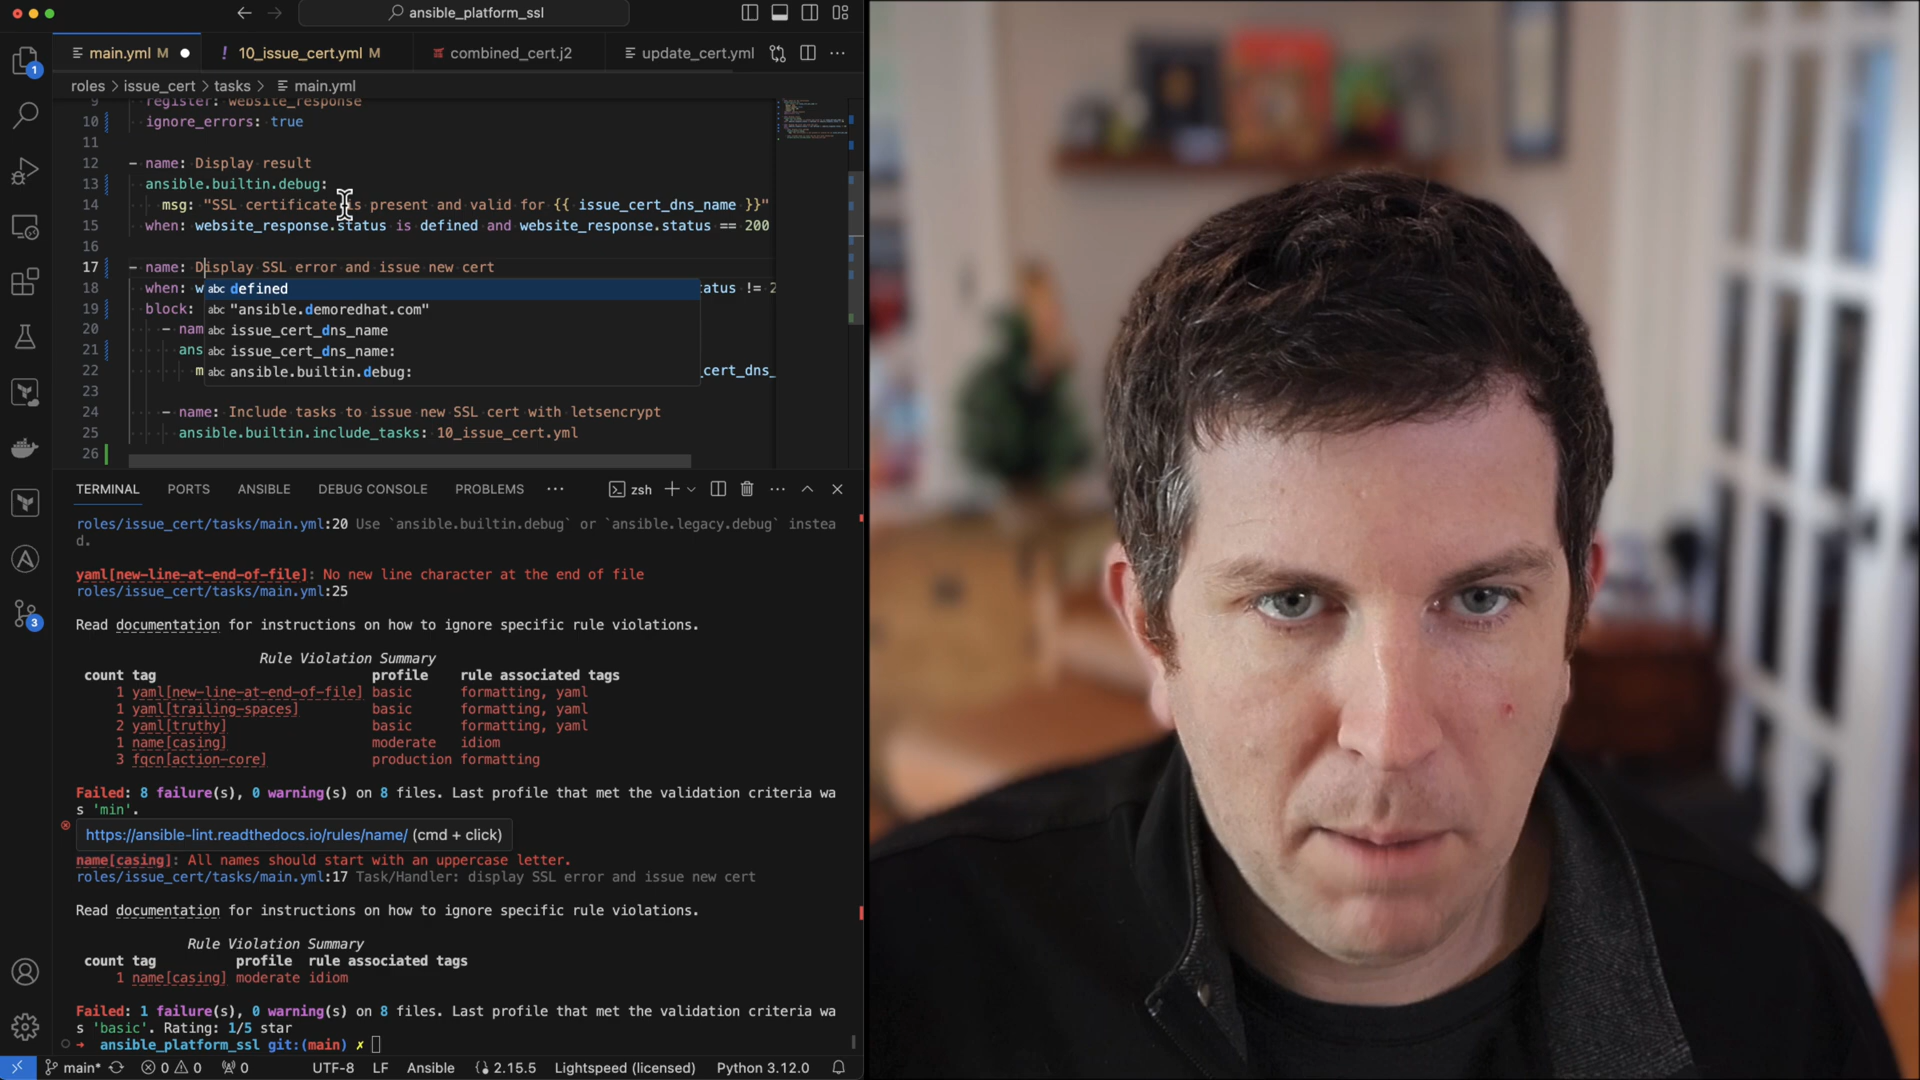 ansible_platform_ssl
main.yml M
! 10_issue_cert.yml M
combined_cert.j2
update_cert.yml
roles > issue_cert > tasks > main.yml
9 register: website_response
10 ignore_errors: true
11
12 - name: Display result
13 ansible.builtin.debug:
14 msg: "SSL certificate is present and valid for {{ issue_cert_dns_name }}"
15 when: website_response.status is defined and website_response.status == 200
16
17 - name: Display SSL error and issue new cert
18 when: w
atus != 2
abc defined
19 block:
abc "ansible.demoredhat.com"
20 - nam
abc issue_cert_dns_name
21 ans
abc issue_cert_dns_name:
22 m
_cert_dns_
abc ansible.builtin.debug:
23
24 - name: Include tasks to issue new SSL cert with letsencrypt
25 ansible.builtin.include_tasks: 10_issue_cert.yml
26
TERMINAL PORTS ANSIBLE DEBUG CONSOLE PROBLEMS ··· zsh
roles/issue_cert/tasks/main.yml:20 Use `ansible.builtin.debug` or `ansible.legacy.debug` instea
d.
yaml[new-line-at-end-of-file]: No new line character at the end of file
roles/issue_cert/tasks/main.yml:25
Read documentation for instructions on how to ignore specific rule violations.
Rule Violation Summary
count tag profile rule associated tags
1 yaml[new-line-at-end-of-file] basic formatting, yaml
1 yaml[trailing-spaces] basic formatting, yaml
2 yaml[truthy] basic formatting, yaml
1 name[casing] moderate idiom
3 fqcn[action-core] production formatting
Failed: 8 failure(s), 0 warning(s) on 8 files. Last profile that met the validation criteria wa
s 'min'.
https://ansible-lint.readthedocs.io/rules/name/ (cmd + click)
name[casing]: All names should start with an uppercase letter.
roles/issue_cert/tasks/main.yml:17 Task/Handler: display SSL error and issue new cert
Read documentation for instructions on how to ignore specific rule violations.
Rule Violation Summary
count tag profile rule associated tags
1 name[casing] moderate idiom
Failed: 1 failure(s), 0 warning(s) on 8 files. Last profile that met the validation criteria wa
s 'basic'. Rating: 1/5 star
→ ansible_platform_ssl git:(main) ✗
1
3
main* 0 0 0 UTF-8 LF Ansible 2.15.5 Lightspeed (licensed) Python 3.12.0